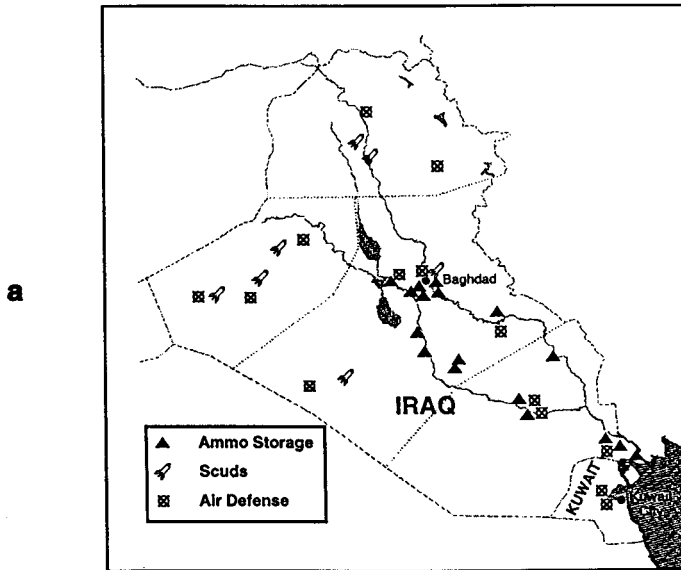 a
Baghdad
IRAQ
Ammo Storage
Scuds
Air Defense
KUWAIT
Kuwait
City